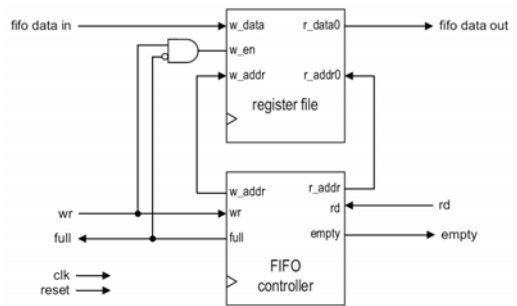 fifo data in
w_data
r_data0
fifo data out
w_en
w_addr
r_addr0
register file
w_addr
r_addr
wr
wr
rd
rd
full
full
empty
empty
FIFO
controller
clk
reset